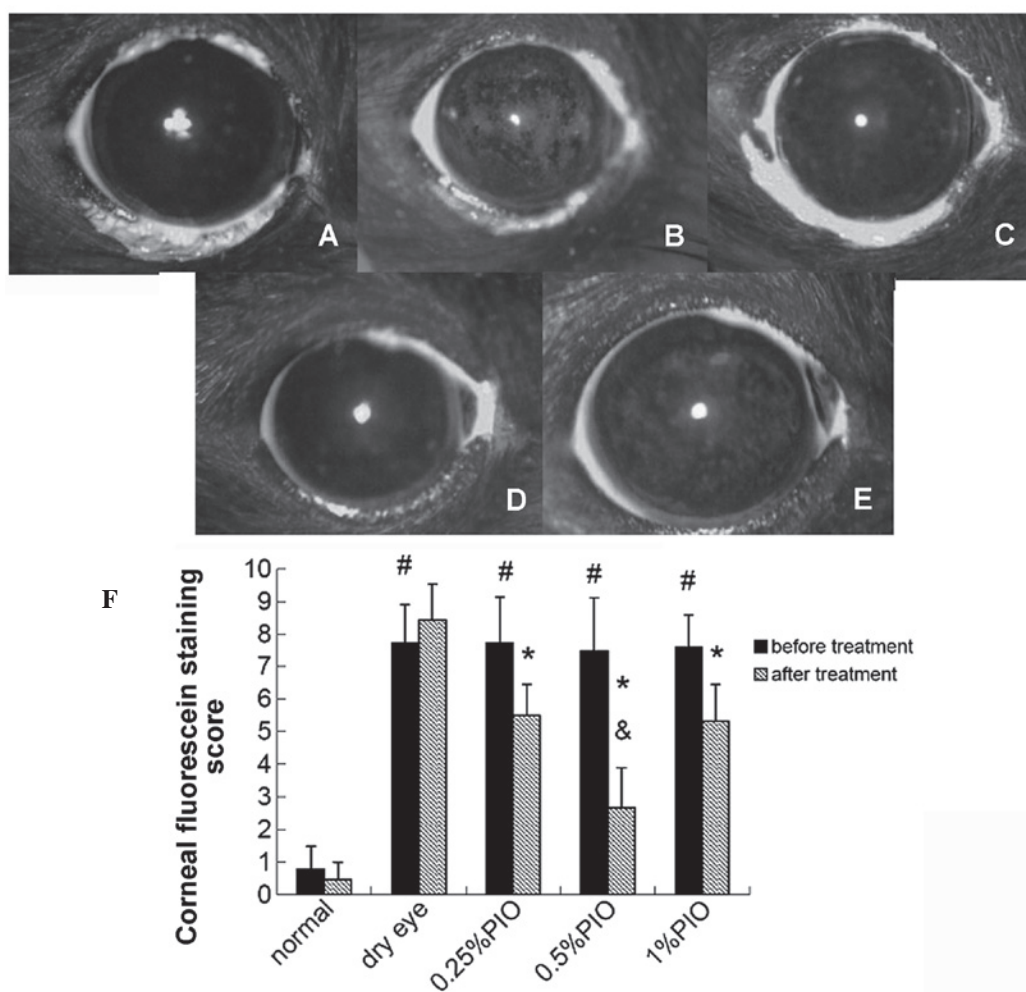 A
B
C
D
E
F
Corneal fluorescein staining
score
10
9
8
7
6
5
4
3
2
1
0
#
#
#
#
*
*
&
*
normal
dry eye
0.25%PIO
0.5%PIO
1%PIO
before treatment
after treatment